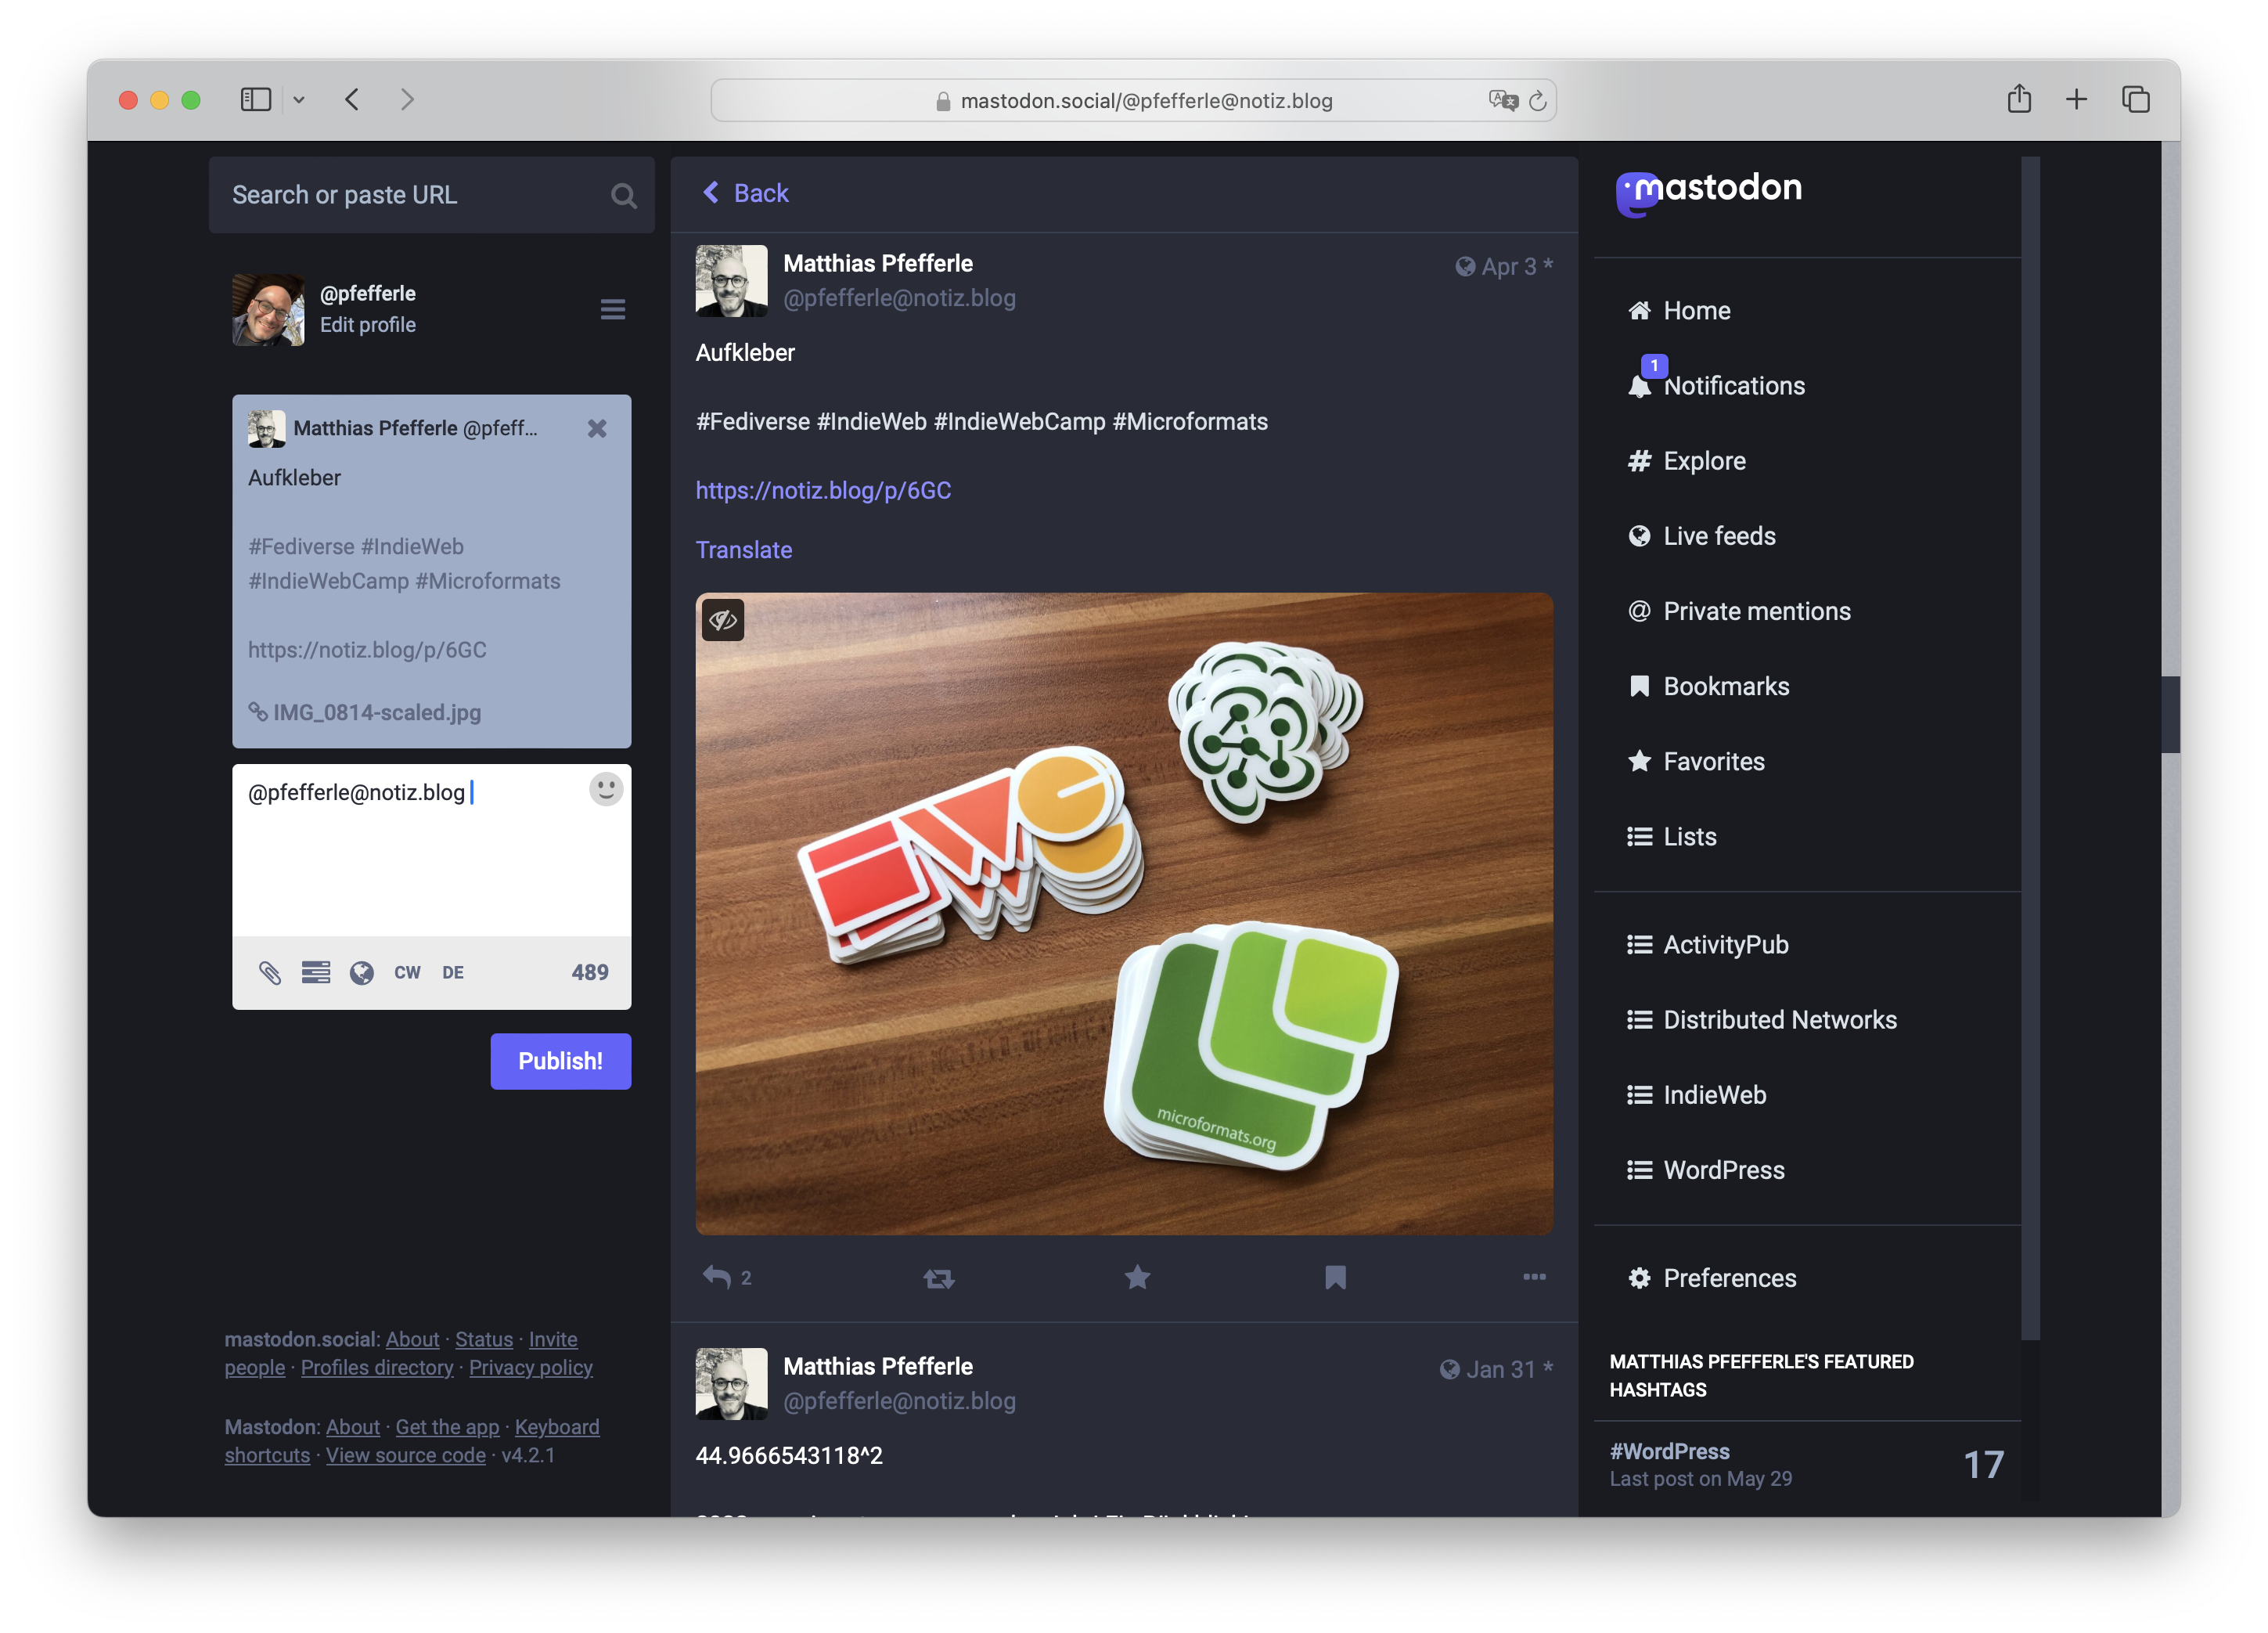 mastodon.social/@pfefferle@notiz.blog
Search or paste URL
@pfefferle
Edit profile
Matthias Pfefferle @pfeff...
Aufkleber
#Fediverse #IndieWeb
#IndieWebCamp #Microformats
https://notiz.blog/p/6GC
IMG_0814-scaled.jpg
@pfefferle@notiz.blog
CW DE 489
Publish!
mastodon.social: About · Status · Invite
people · Profiles directory · Privacy policy
Mastodon: About · Get the app · Keyboard
shortcuts · View source code · v4.2.1
Back
Matthias Pfefferle
Apr 3 *
@pfefferle@notiz.blog
Aufkleber
#Fediverse #IndieWeb #IndieWebCamp #Microformats
https://notiz.blog/p/6GC
Translate
IWC
microformats.org
2
Matthias Pfefferle
Jan 31 *
@pfefferle@notiz.blog
44.9666543118^2
mastodon
Home
1
Notifications
# Explore
Live feeds
@ Private mentions
Bookmarks
Favorites
Lists
ActivityPub
Distributed Networks
IndieWeb
WordPress
Preferences
MATTHIAS PFEFFERLE'S FEATURED
HASHTAGS
#WordPress
Last post on May 29
17